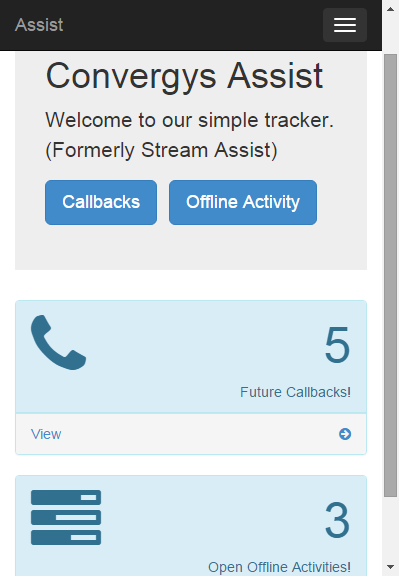 Assist
Convergys Assist
Welcome to our simple tracker.
(Formerly Stream Assist)
Callbacks
Offline Activity
5
Future Callbacks!
View
3
Open Offline Activities!